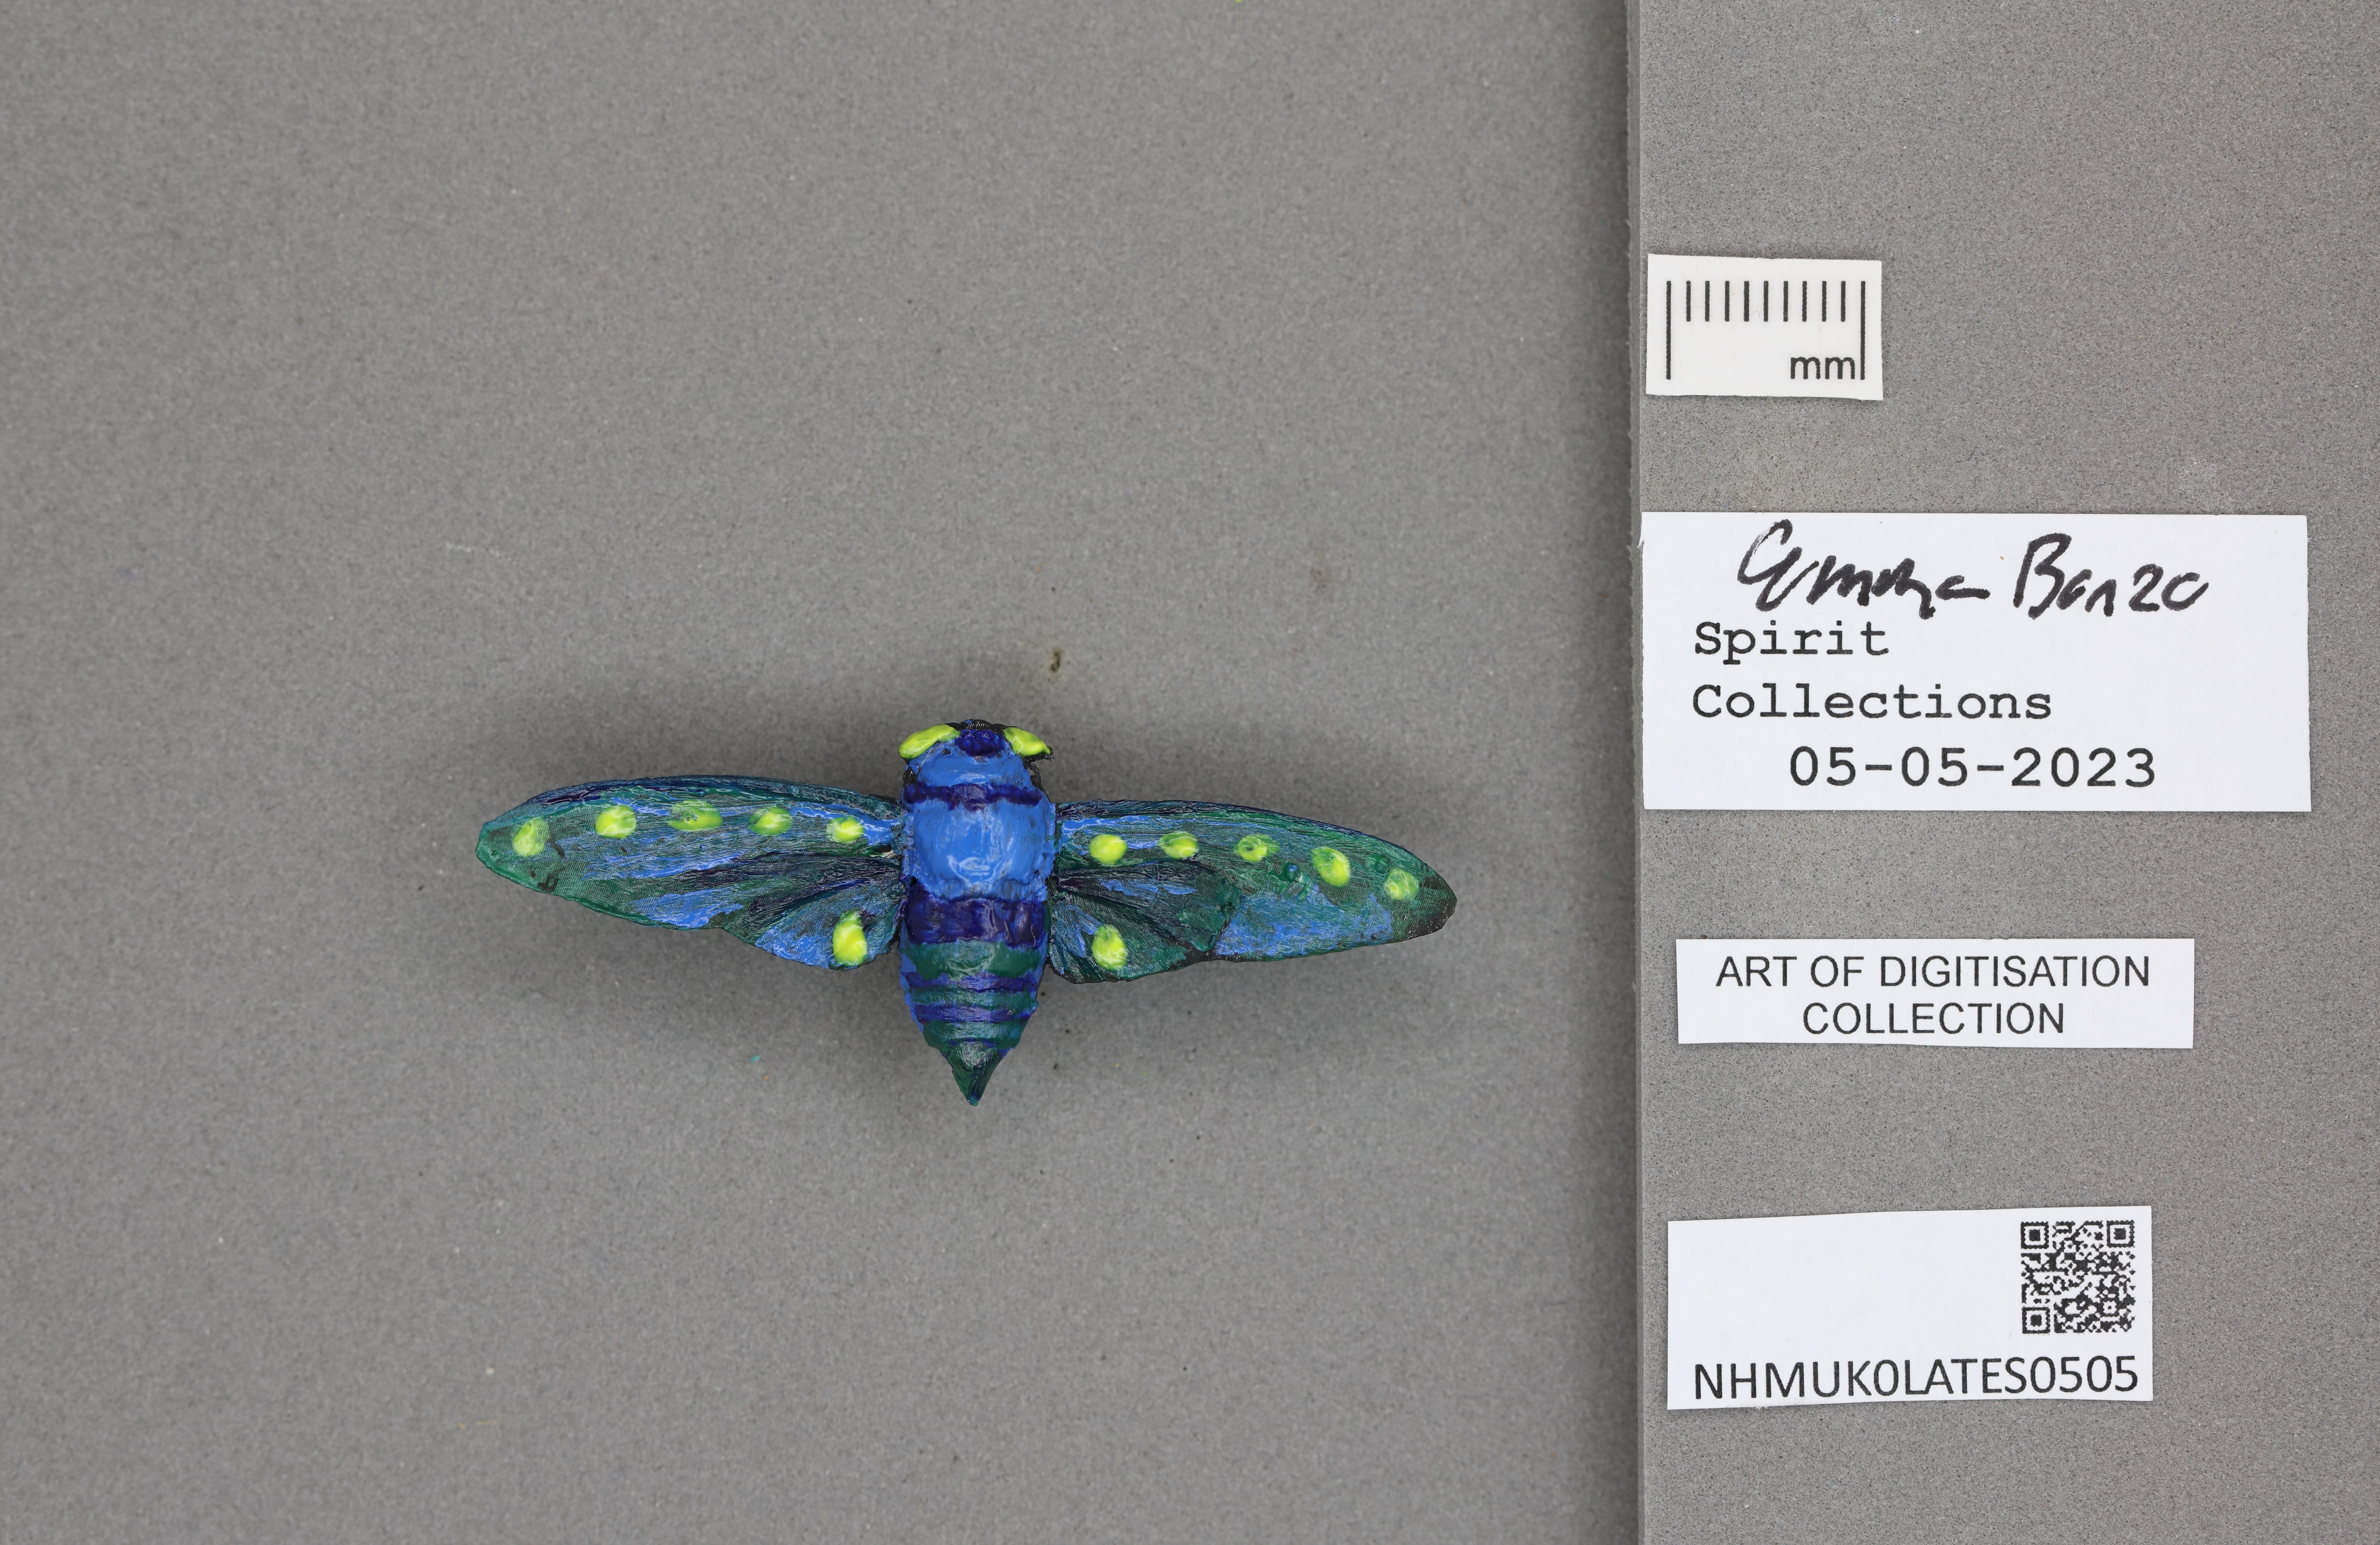 mm
Spirit
Collections
05-05-2023
ART OF DIGITISATION
COLLECTION
NHMUK0LATES0505